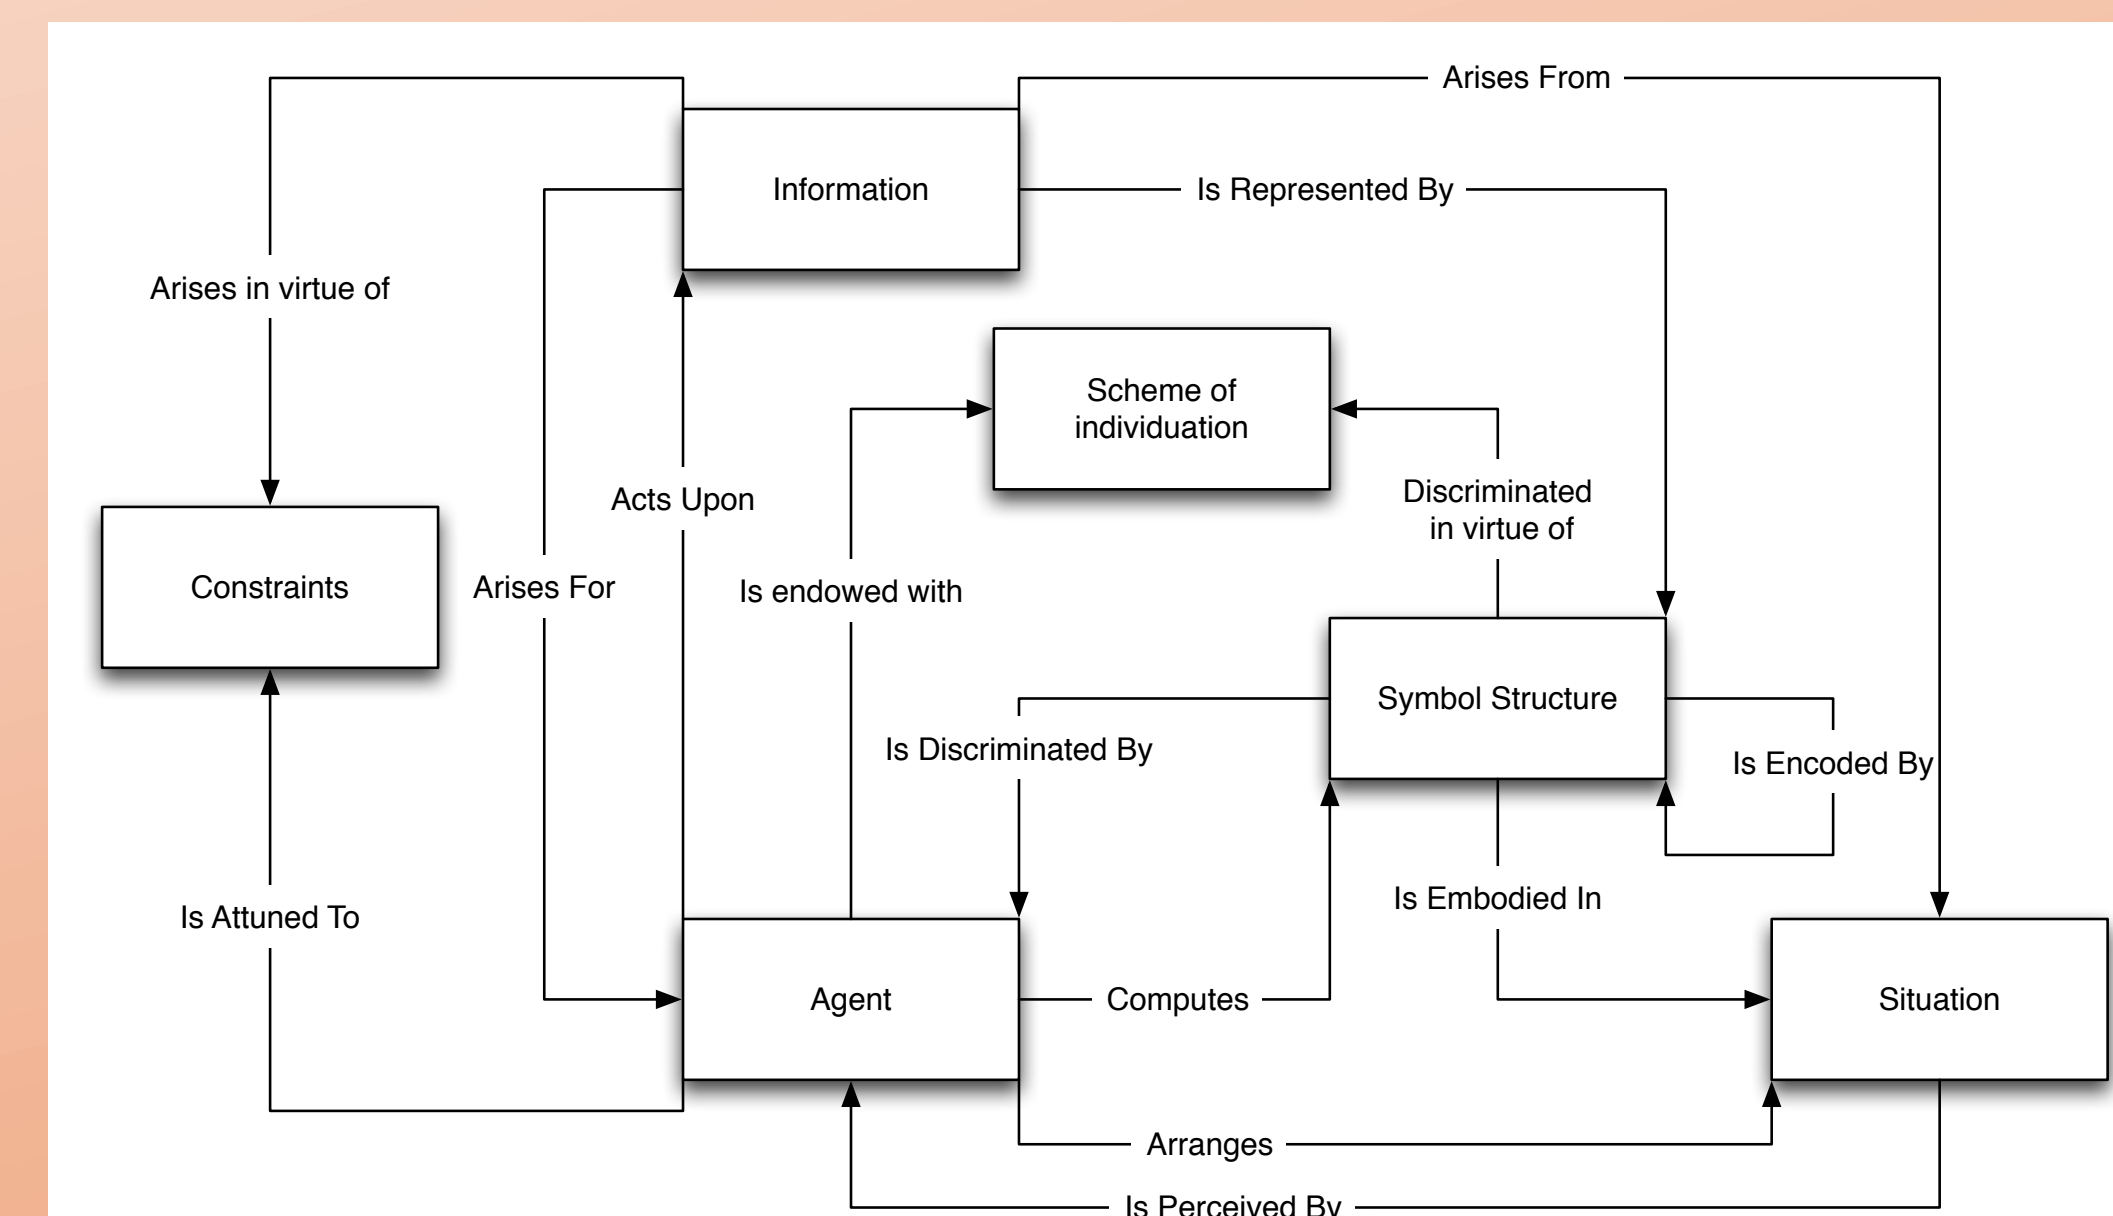 Arises From
Information
Is Represented By
Arises in virtue of
Scheme of
individuation
Acts Upon
Discriminated
in virtue of
Constraints
Arises For
Is endowed with
Symbol Structure
Is Discriminated By
Is Encoded By
Is Attuned To
Is Embodied In
Agent
Computes
Situation
Arranges
Is Perceived By